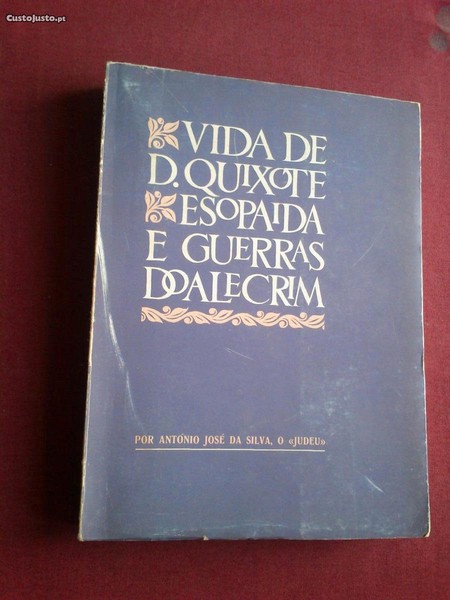 CustoJusto.pt
VIDA DE
D. QUIXOTE
ESOPAIDA
E GUERRAS
DO ALECRIM
POR ANTÓNIO JOSÉ DA SILVA, O «JUDEU»